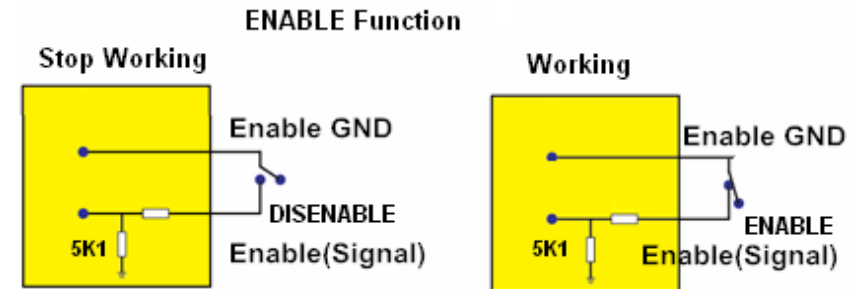 ENABLE Function
Stop Working
Working
Enable GND
Enable GND
DISENABLE
ENABLE
5K1
Enable(Signal)
5K1
Enable(Signal)